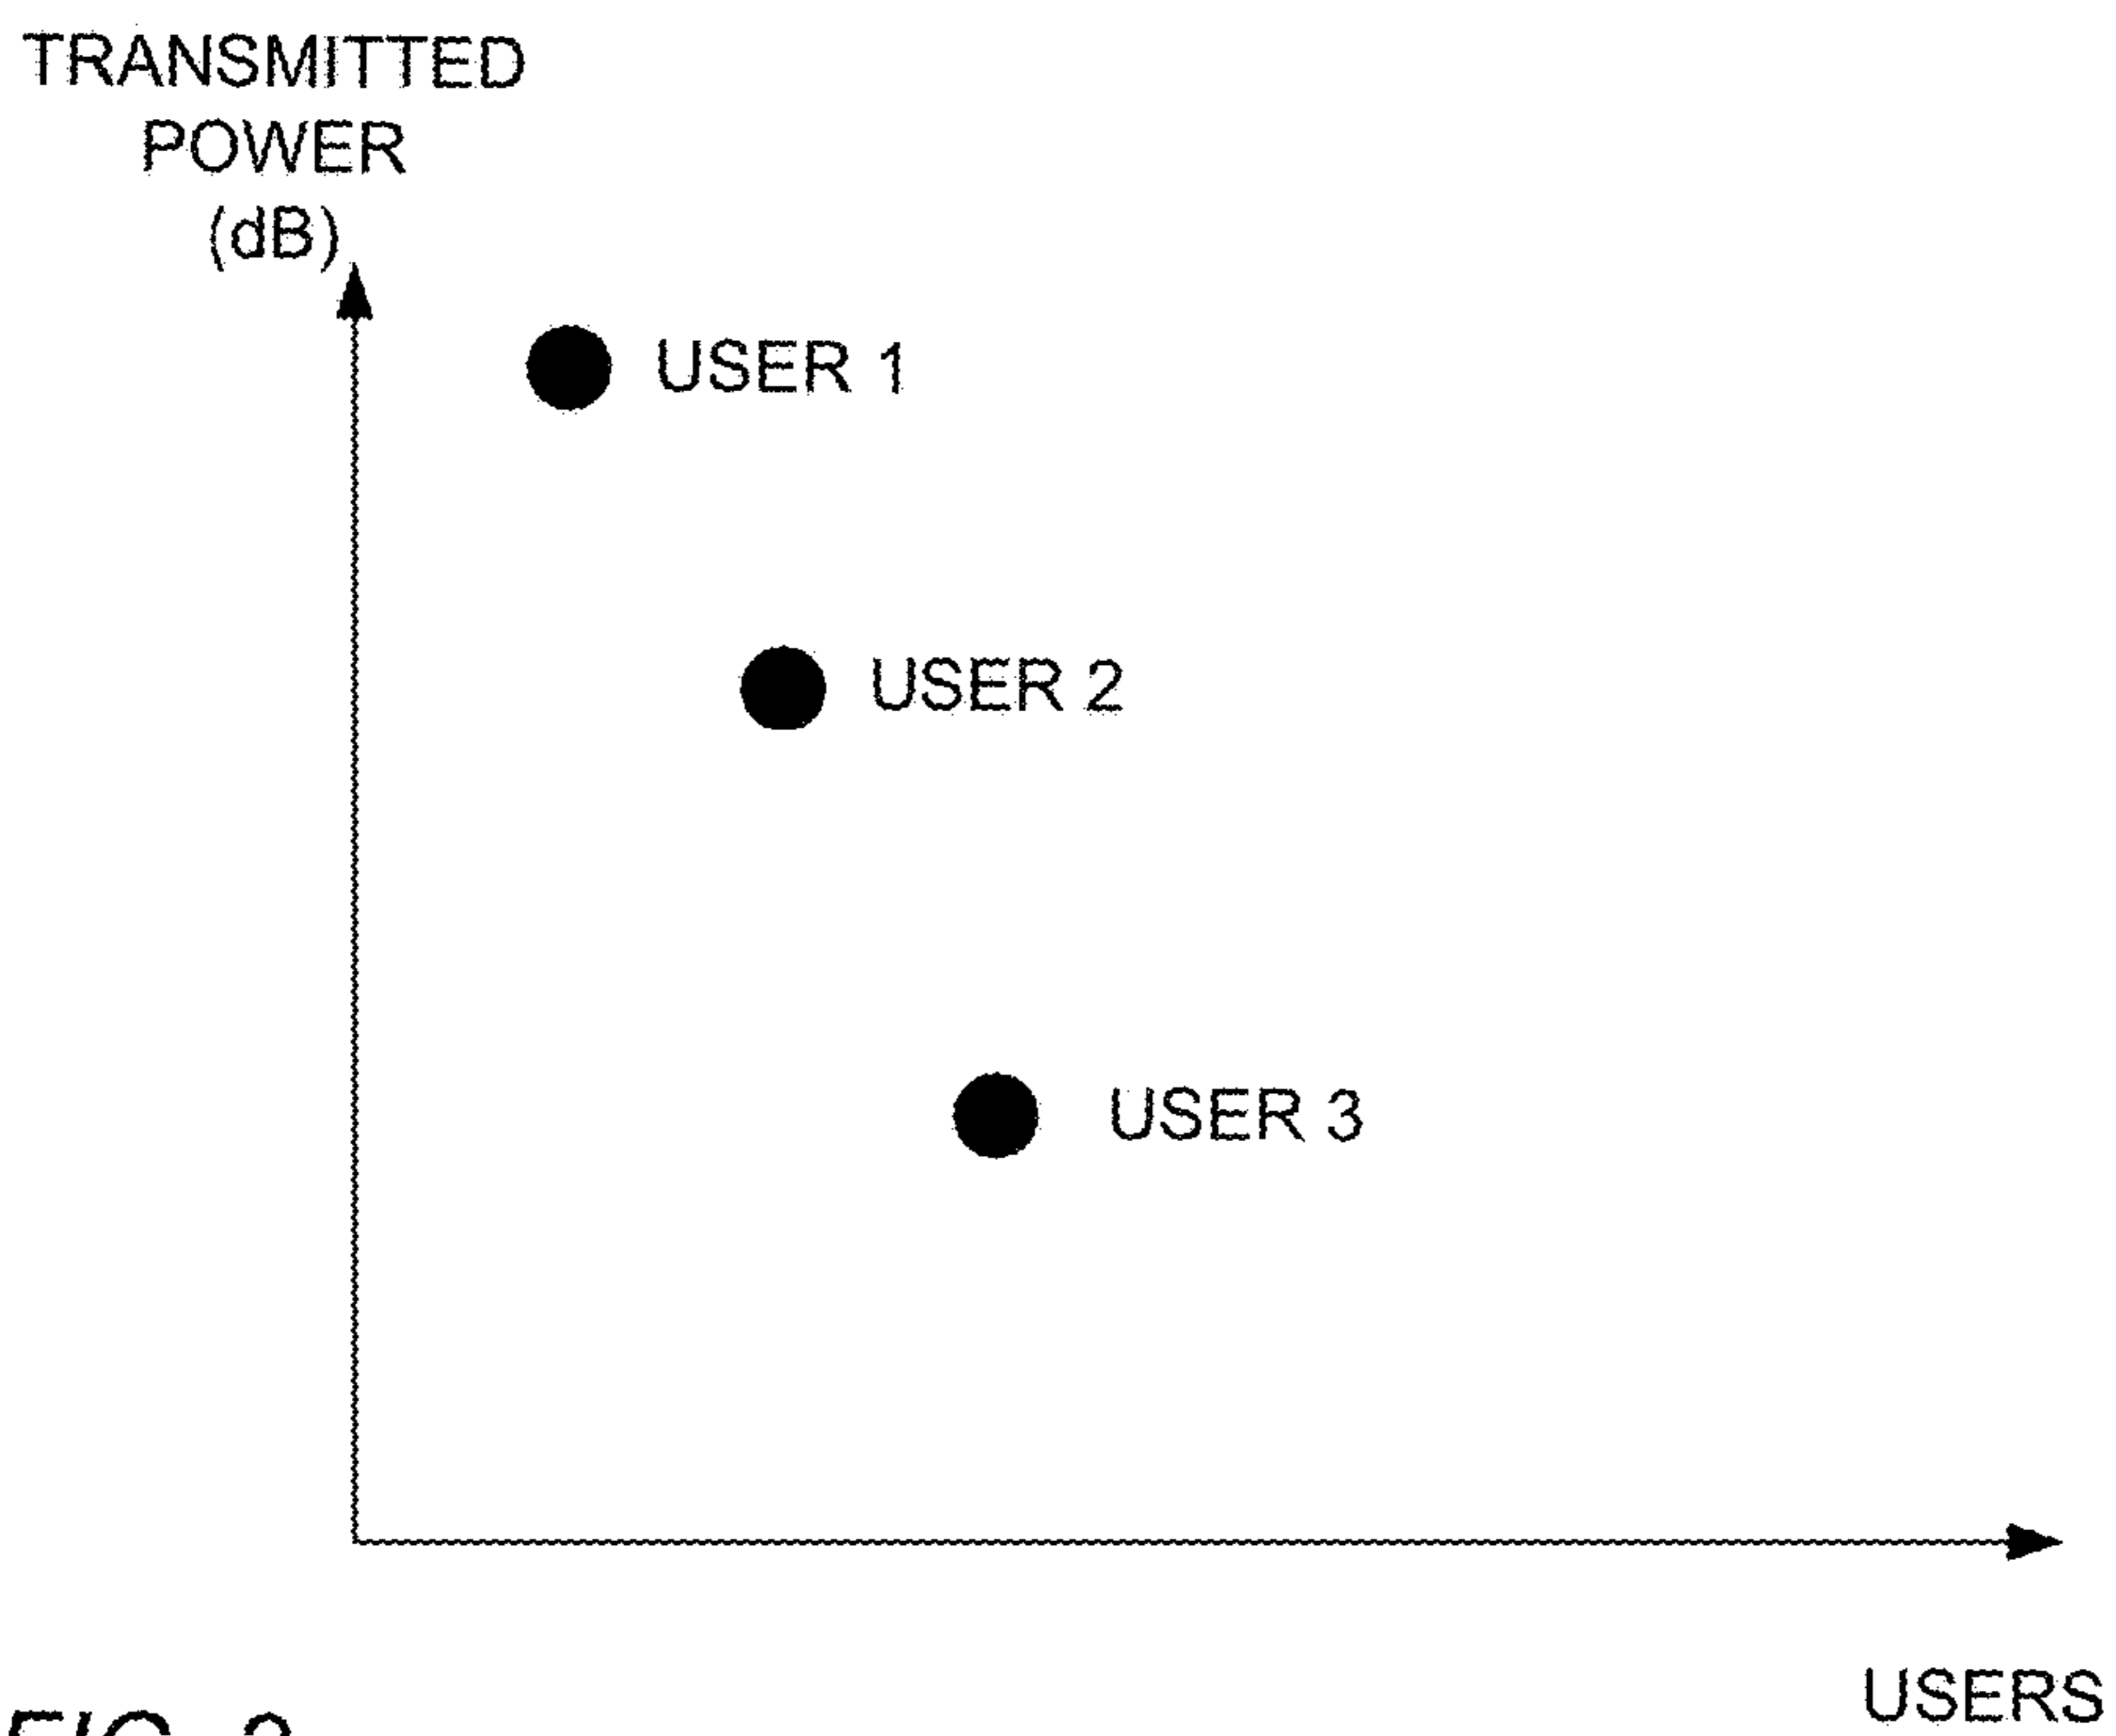 TRANSMITTED
POWER
(dB)
USER 1
USER 2
USER 3
USERS